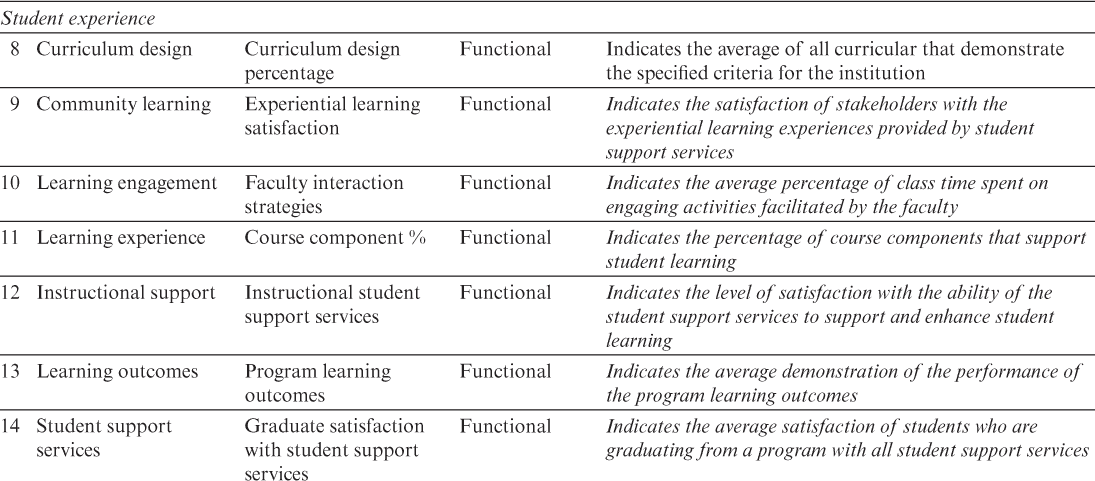 Student experience
8 Curriculum design Curriculum design Functional Indicates the average of all curricular that demonstrate
percentage the specified criteria for the institution
9 Community learning Experiential learning Functional Indicates the satisfaction of stakeholders with the
satisfaction experiential learning experiences provided by student
support services
10 Learning engagement Faculty interaction Functional Indicates the average percentage of class time spent on
strategies engaging activities facilitated by the faculty
11 Learning experience Course component % Functional Indicates the percentage of course components that support
student learning
12 Instructional support Instructional student Functional Indicates the level of satisfaction with the ability of the
support services student support services to support and enhance student
learning
13 Learning outcomes Program learning Functional Indicates the average demonstration of the performance of
outcomes the program learning outcomes
14 Student support Graduate satisfaction Functional Indicates the average satisfaction of students who are
services with student support graduating from a program with all student support services
services